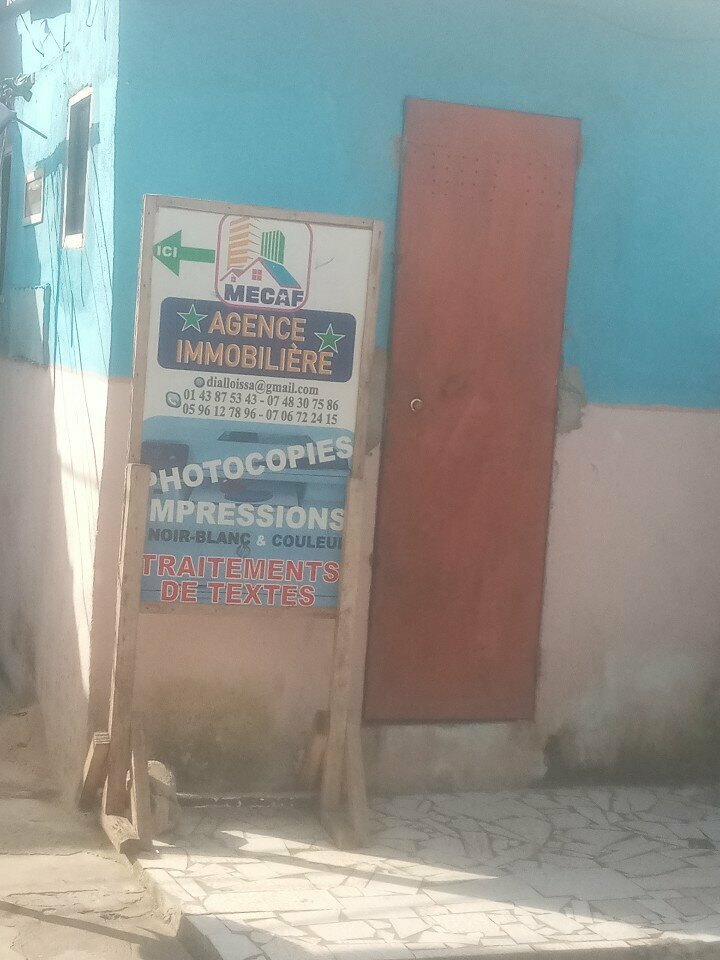 ICI
MECAF
AGENCE
IMMOBILIÈRE
dialloissa@gmail.com
01 43 87 53 43 - 07 48 30 75 86
05 96 12 78 96 - 07 06 72 24 15
PHOTOCOPIES
IMPRESSIONS
NOIR-BLANC & COULEUR
TRAITEMENTS
DE TEXTES